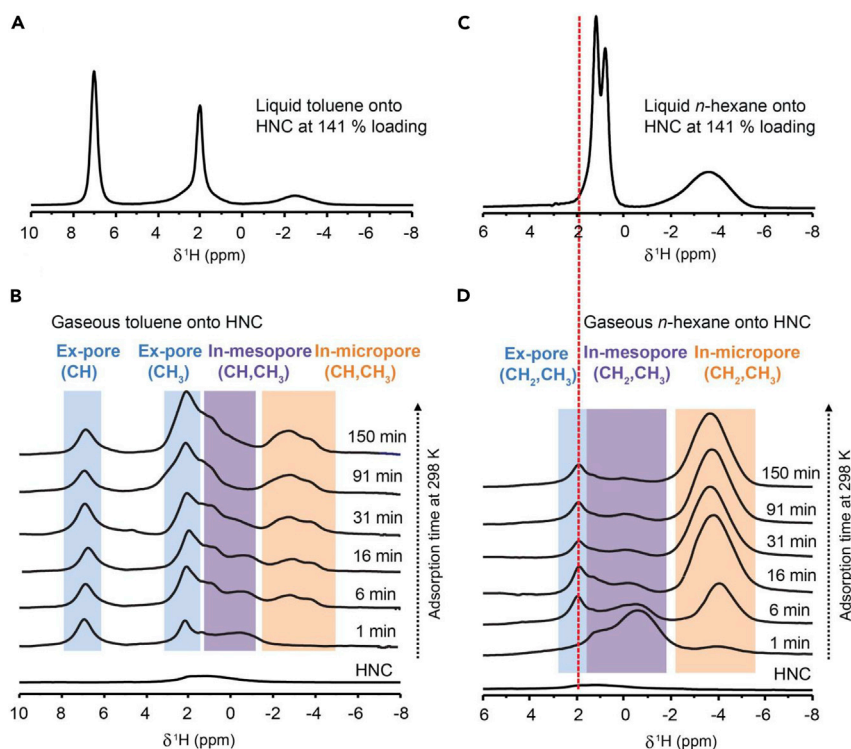 A
Liquid toluene onto
HNC at 141 % loading
10 8 6 4 2 0 -2 -4 -6 -8
δ¹H (ppm)
C
Liquid n-hexane onto
HNC at 141 % loading
6 4 2 0 -2 -4 -6 -8
δ¹H (ppm)
B
Gaseous toluene onto HNC
Ex-pore Ex-pore In-mesopore In-micropore
(CH) (CH₃) (CH,CH₃) (CH,CH₃)
150 min
91 min
31 min
16 min
6 min
1 min
HNC
Adsorption time at 298 K
10 8 6 4 2 0 -2 -4 -6 -8
δ¹H (ppm)
D
Gaseous n-hexane onto HNC
Ex-pore In-mesopore In-micropore
(CH₂,CH₃) (CH₂,CH₃) (CH₂,CH₃)
150 min
91 min
31 min
16 min
6 min
1 min
HNC
Adsorption time at 298 K
6 4 2 0 -2 -4 -6 -8
δ¹H (ppm)